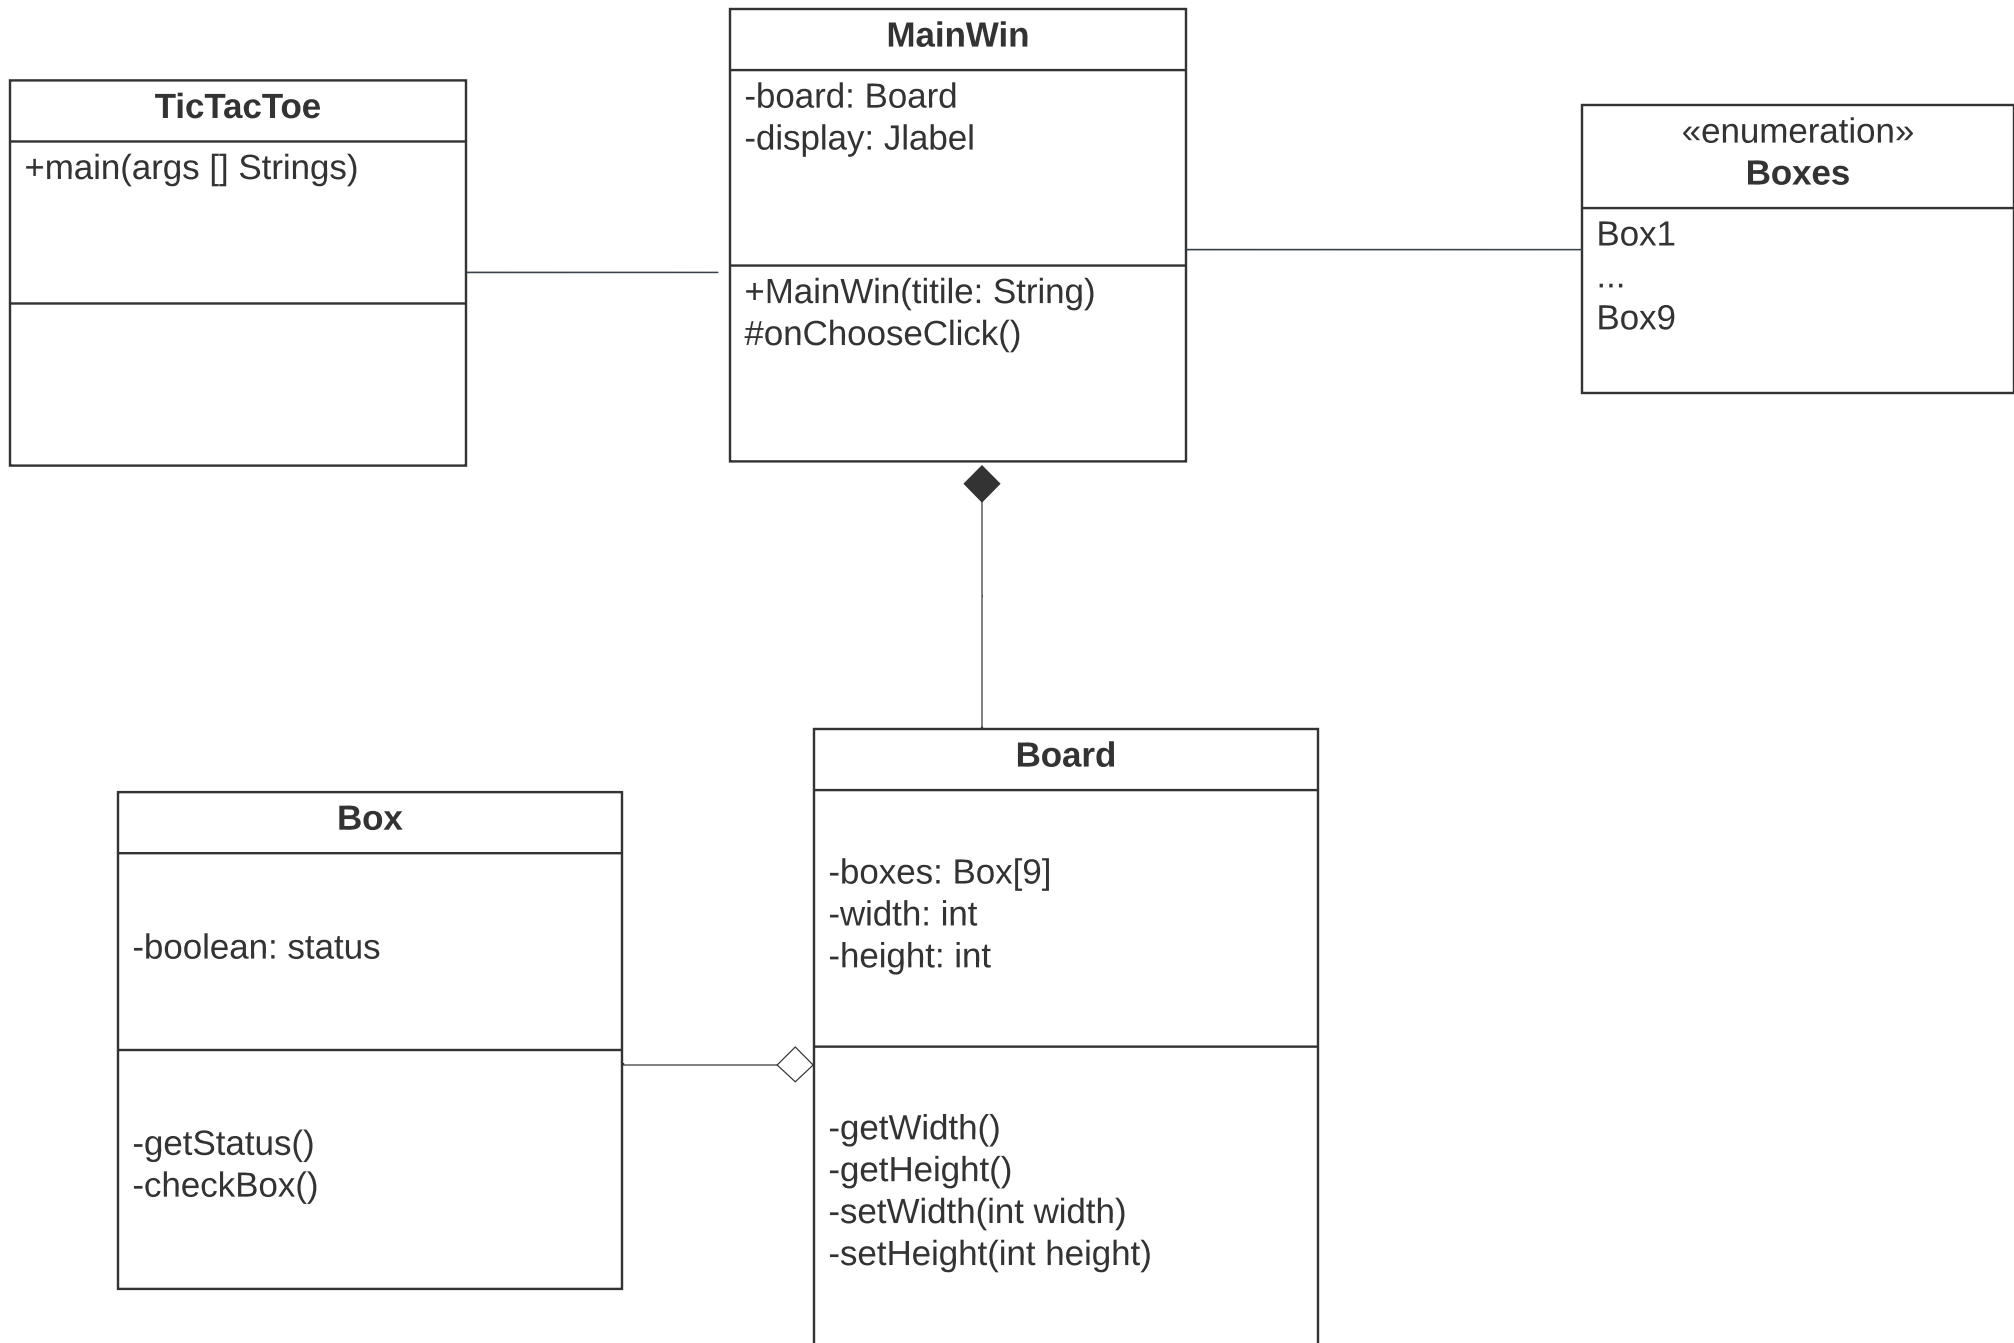 TicTacToe
+main(args [] Strings)
MainWin
-board: Board
-display: Jlabel
+MainWin(titile: String)
#onChooseClick()
«enumeration»
Boxes
Box1
...
Box9
Box
-boolean: status
-getStatus()
-checkBox()
Board
-boxes: Box[9]
-width: int
-height: int
-getWidth()
-getHeight()
-setWidth(int width)
-setHeight(int height)